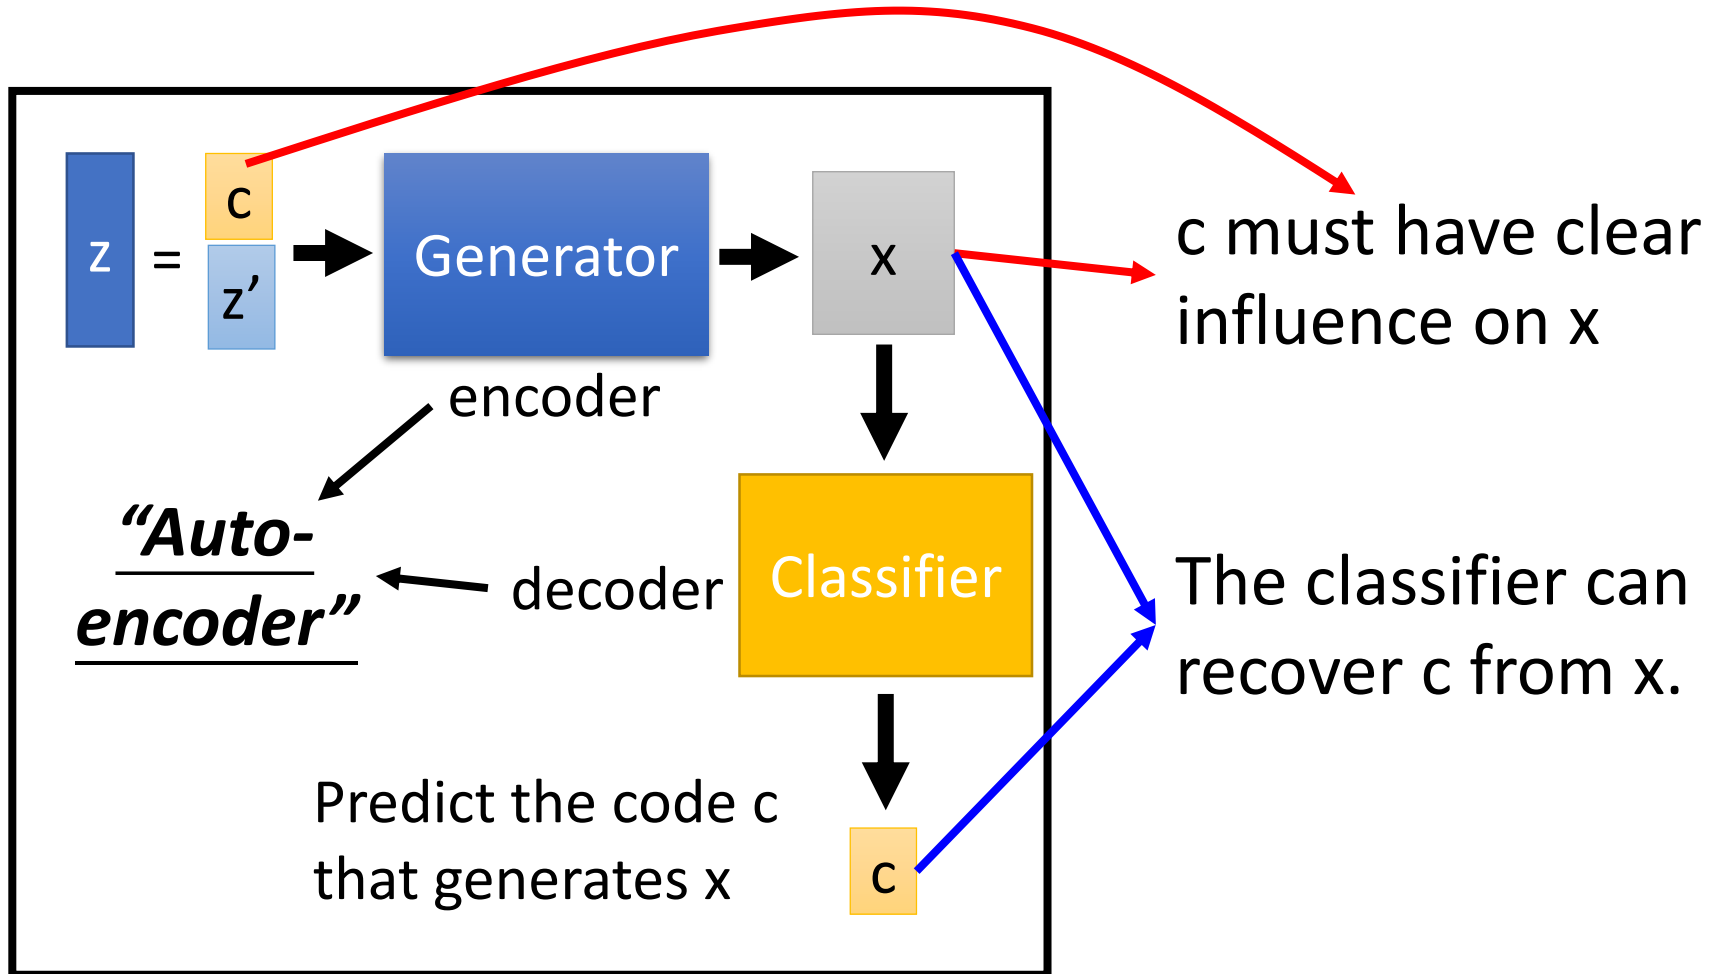 z
=
c
z’
Generator
x
c must have clear
influence on x
encoder
“Auto-
encoder”
decoder
Classifier
The classifier can
recover c from x.
Predict the code c
that generates x
c